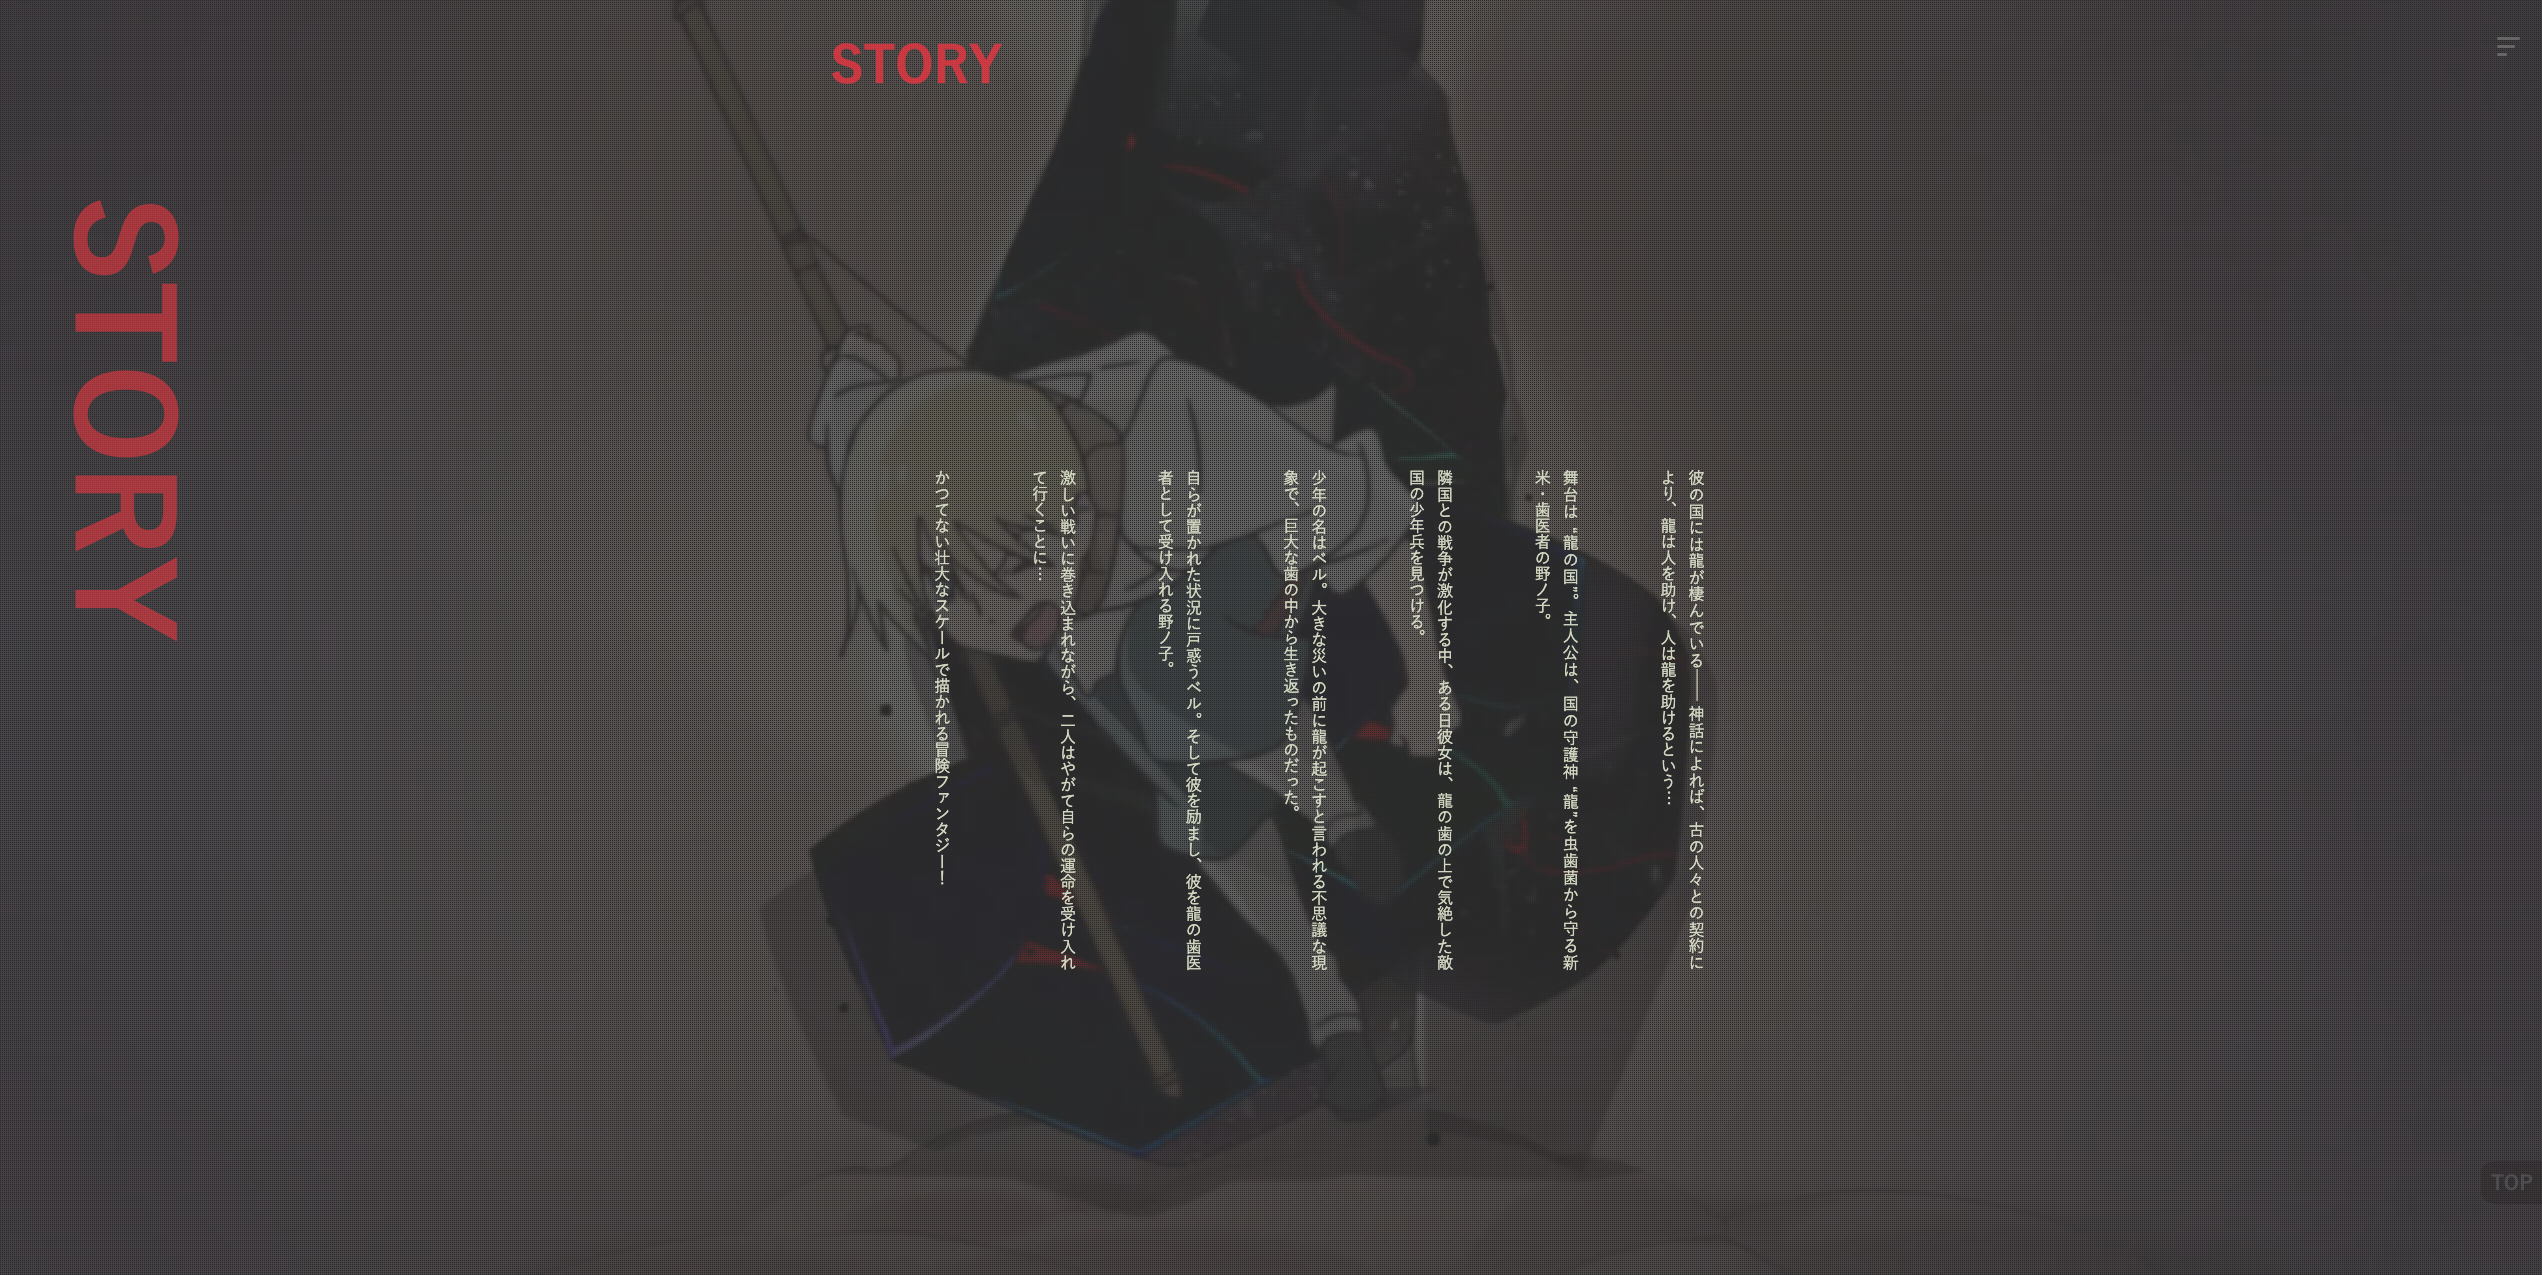 STORY
STORY
彼の国には龍が棲んでいる――神話によれば、古の人々との契約に
より、龍は人を助け、人は龍を助けるという…
舞台は“龍の国”。主人公は、国の守護神“龍”を虫歯菌から守る新
米・歯医者の野ノ子。
隣国との戦争が激化する中、ある日彼女は、龍の歯の上で気絶した敵
国の少年兵を見つける。
少年の名はベル。大きな災いの前に龍が起こすと言われる不思議な現
象で、巨大な歯の中から生き返ったものだった。
自らが置かれた状況に戸惑うベル。そして彼を励まし、彼を龍の歯医
者として受け入れる野ノ子。
激しい戦いに巻き込まれながら、二人はやがて自らの運命を受け入れ
て行くことに…
かつてない壮大なスケールで描かれる冒険ファンタジー！
TOP